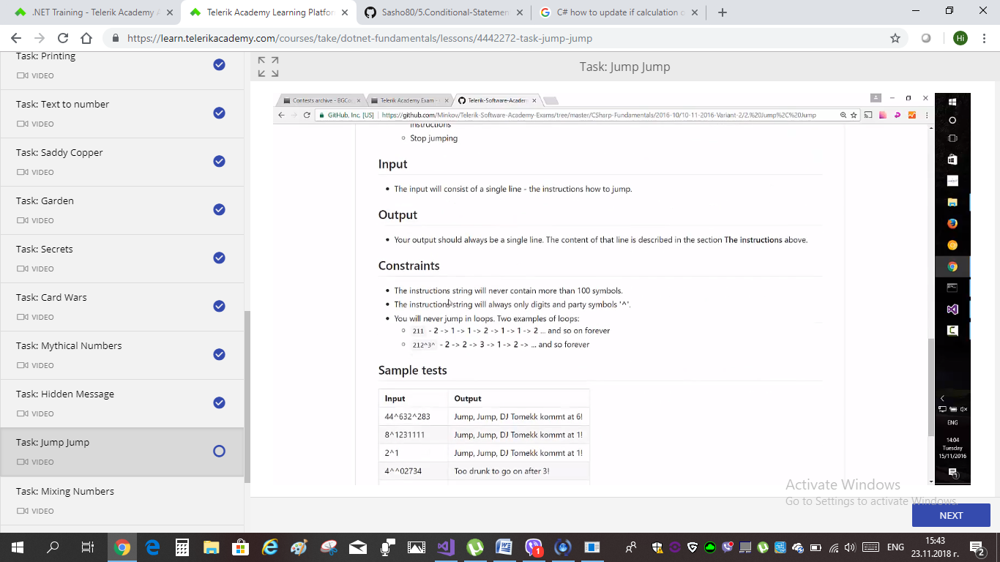 .NET Training - Telerik Academy A
Telerik Academy Learning Platfor
Sasho80/5.Conditional-Statemen
C# how to update if calculation o
https://learn.telerikacademy.com/courses/take/dotnet-fundamentals/lessons/4442272-task-jump-jump
Hi
Task: Printing
VIDEO
Task: Text to number
VIDEO
Task: Saddy Copper
VIDEO
Task: Garden
VIDEO
Task: Secrets
VIDEO
Task: Card Wars
VIDEO
Task: Mythical Numbers
VIDEO
Task: Hidden Message
VIDEO
Task: Jump Jump
VIDEO
Task: Mixing Numbers
VIDEO
Task: Jump Jump
Contests archive - BGCo
Telerik Academy Exam -
Telerik-Software-Academ
GitHub, Inc. [US]
https://github.com/Minkov/Telerik-Software-Academy-Exams/tree/master/CSharp-Fundamentals/2016-10/10-11-2016-Variant-2/2.%20Jump%2C%20Jump
instructions
Stop jumping
Input
The input will consist of a single line - the instructions how to jump.
Output
Your output should always be a single line. The content of that line is described in the section The instructions above.
Constraints
The instructions string will never contain more than 100 symbols.
The instructions string will always only digits and party symbols '^'.
You will never jump in loops. Two examples of loops:
211 - 2 -> 1 -> 1 -> 2 -> 1 -> 1 -> 2 ... and so on forever
212^3^ - 2 -> 2 -> 3 -> 1 -> 2 -> ... and so forever
Sample tests
Input Output
44^632^283 Jump, Jump, DJ Tomekk kommt at 6!
8^1231111 Jump, Jump, DJ Tomekk kommt at 1!
2^1 Jump, Jump, DJ Tomekk kommt at 1!
4^^02734 Too drunk to go on after 3!
ENG
14:04
Tuesday
15/11/2016
1
Activate Windows
Go to Settings to activate Windows.
NEXT
1
ENG
15:43
23.11.2018 г.
2